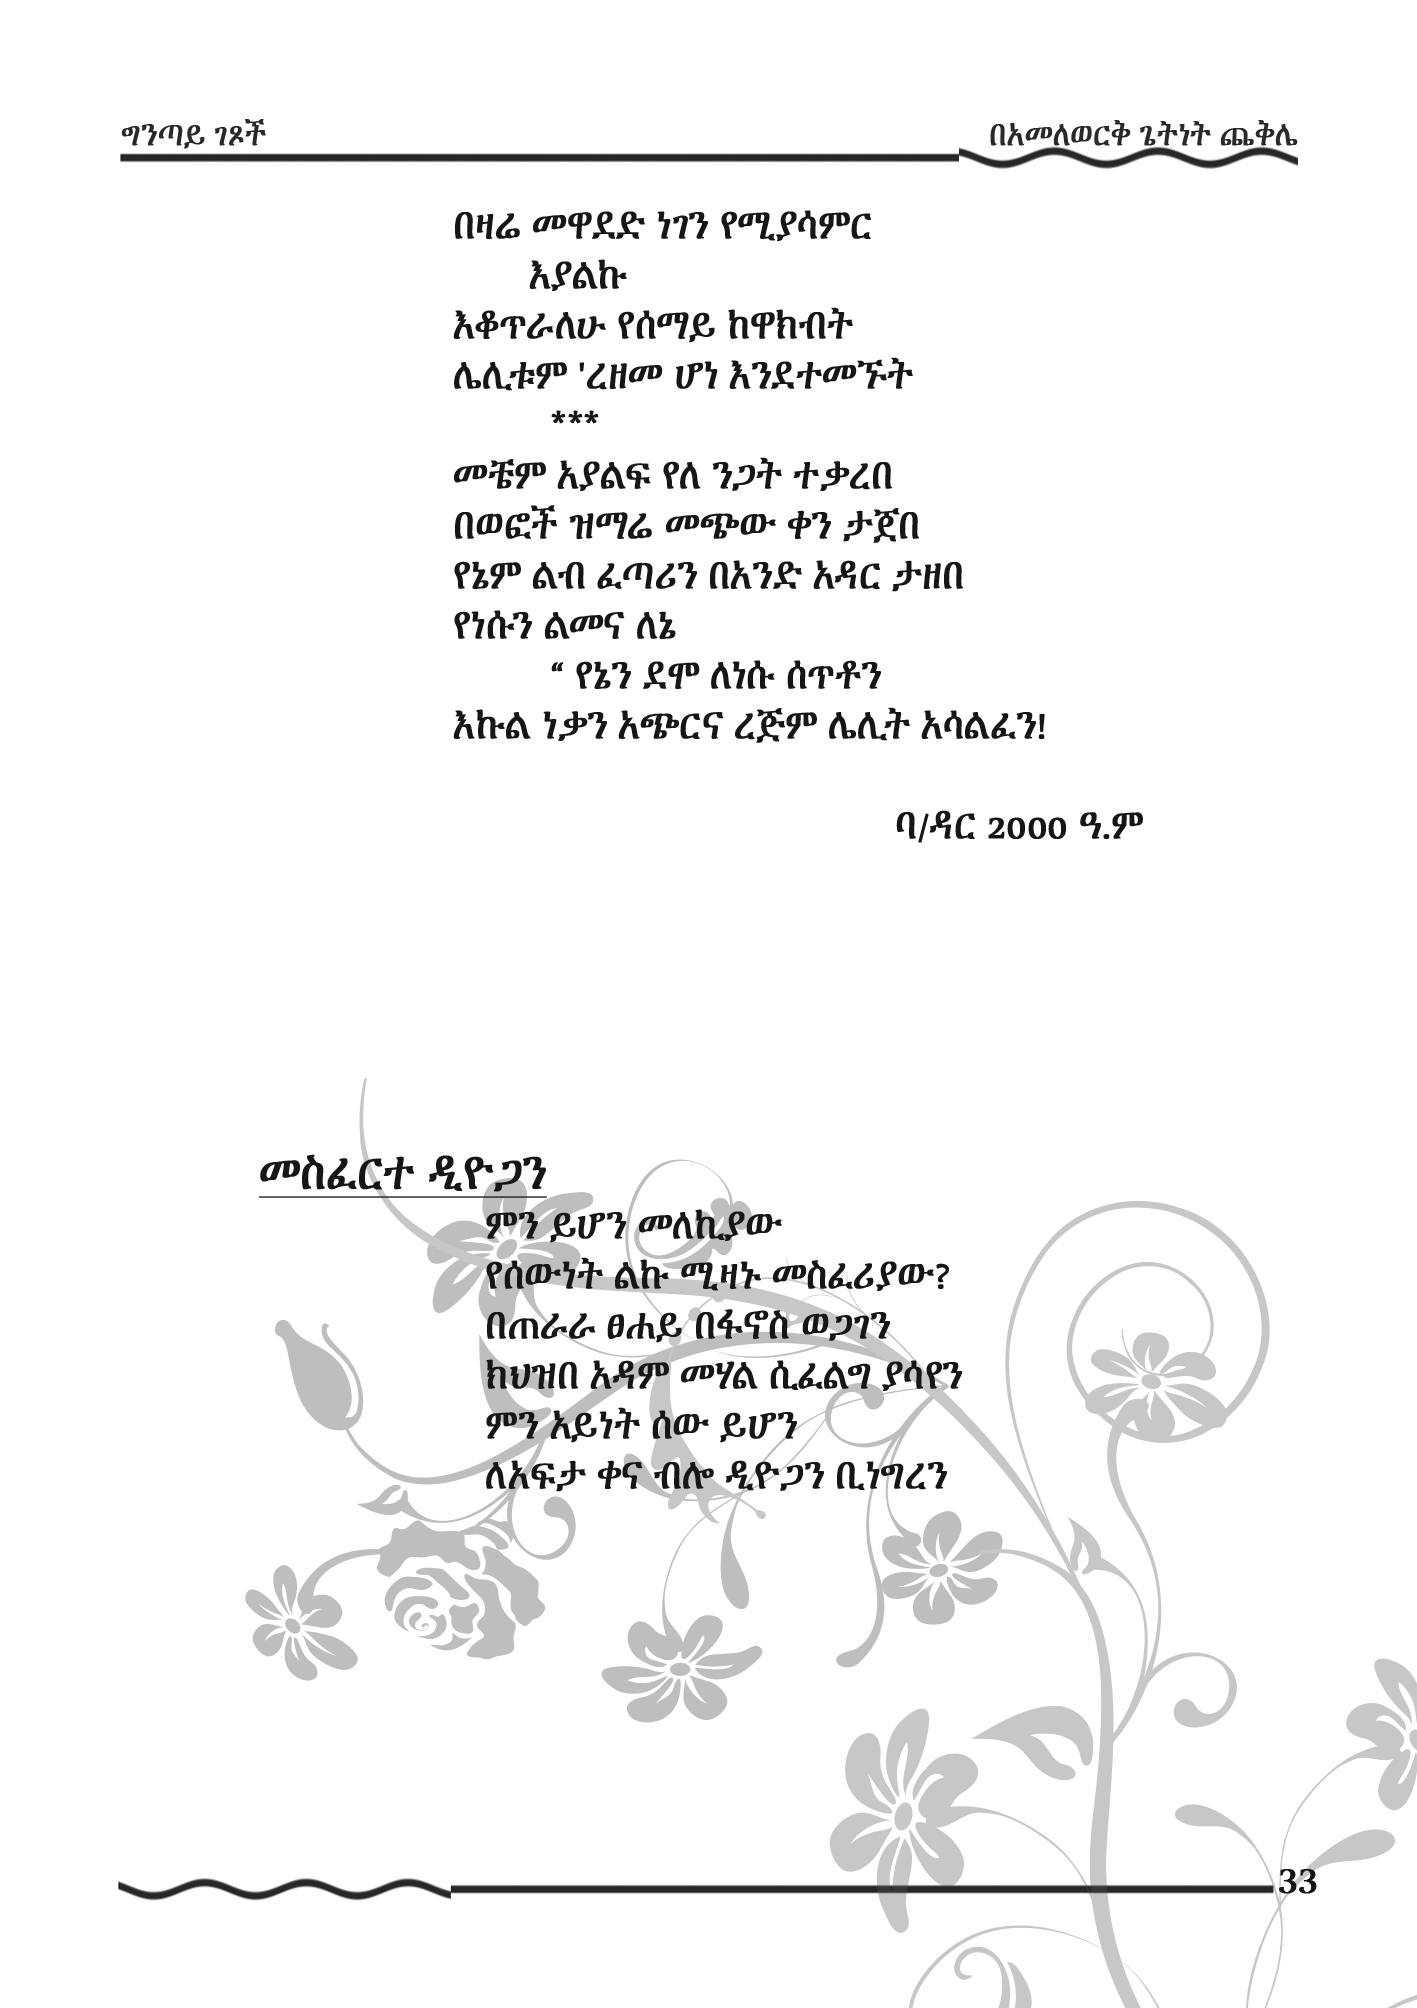 ግንጣይ ገጾች
በአመለወርቅ ጌትነት ጨቅሌ
በዛሬ መዋደድ ነገን የሚያሳምር
እያልኩ
እቆጥራለሁ የሰማይ ከዋክብት
ሌሊቱም 'ረዘመ ሆነ እንደተመኙት
***
መቼም አያልፍ የለ ንጋት ተቃረበ
በወፎች ዝማሬ መጭው ቀን ታጀበ
የኔም ልብ ፈጣሪን በአንድ አዳር ታዘበ
የነሱን ልመና ለኔ
“ የኔን ደሞ ለነሱ ሰጥቶን
እኩል ነቃን አጭርና ረጅም ሌሊት አሳልፈን!
ባ/ዳር 2000 ዓ.ም
መስፈርተ ዲዮጋን
ምን ይሆን መለኪያው
የሰውነት ልኩ ሚዛኑ መስፈሪያው?
በጠራራ ፀሐይ በፋኖስ ወጋገን
ክህዝበ አዳም መሃል ሲፈልግ ያሳየን
ምን አይነት ሰው ይሆን
ለአፍታ ቀና ብሎ ዲዮጋን ቢነግረን
33